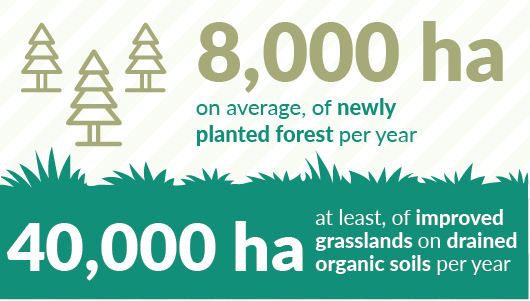 8,000 ha
on average, of newly
planted forest per year
40,000 ha
at least, of improved
grasslands on drained
organic soils per year